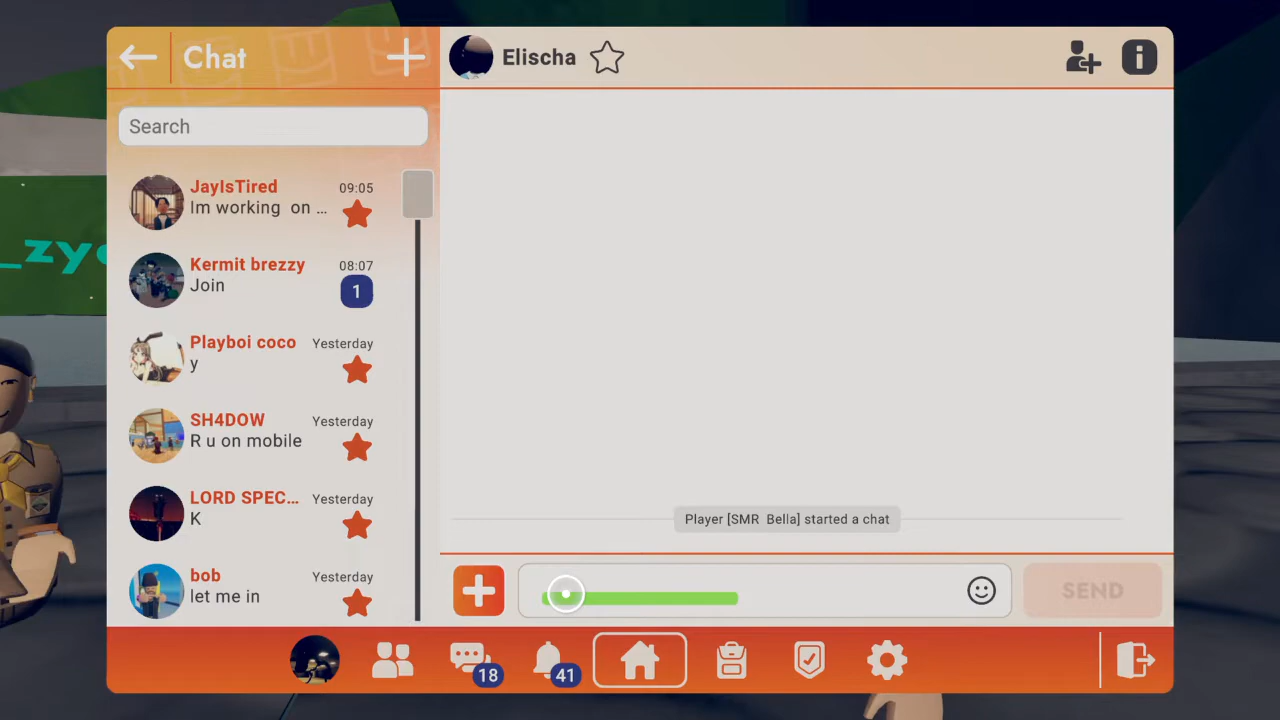 Chat
Elischa
Search
JayIsTired
09:05
Im working on ...
Kermit brezzy
08:07
Join
1
Playboi coco
Yesterday
y
SH4DOW
Yesterday
R u on mobile
LORD SPEC...
Yesterday
K
bob
Yesterday
let me in
Player [SMR Bella] started a chat
SEND
18
41
_zy